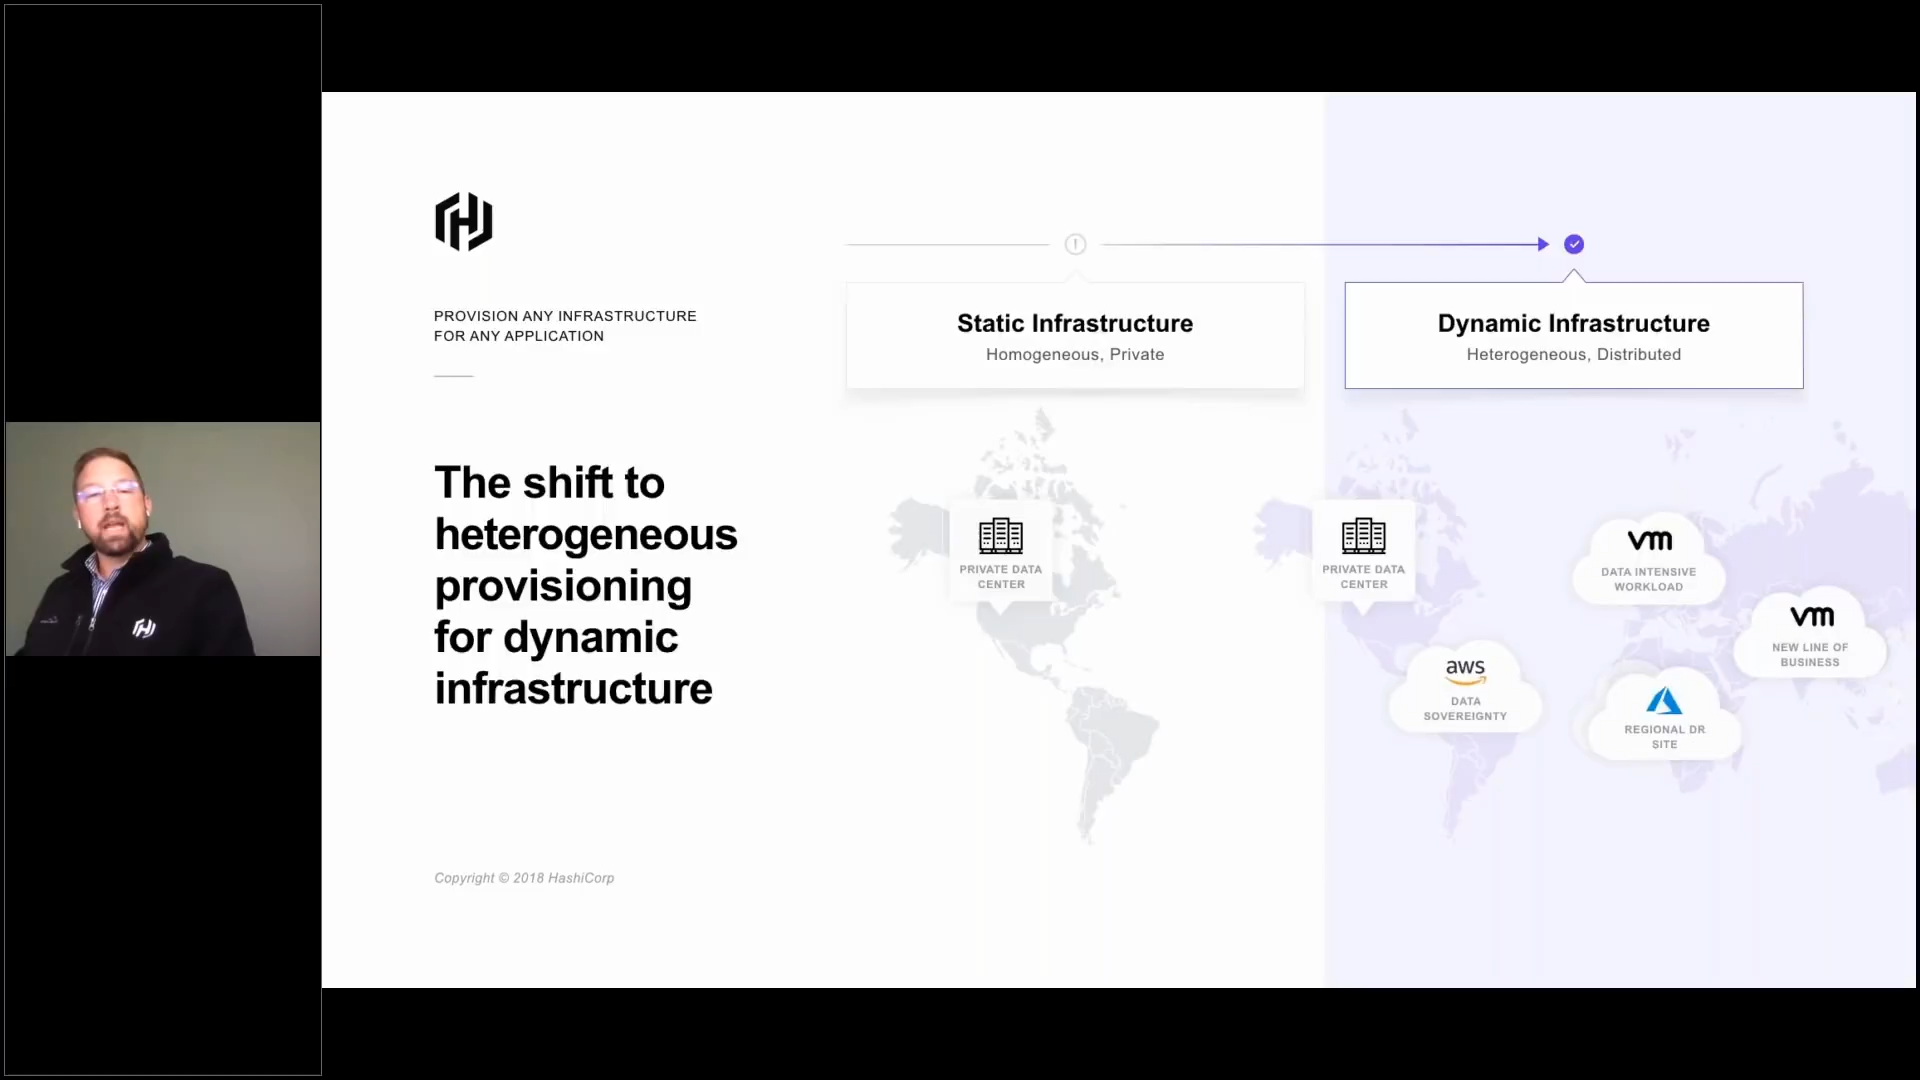 PROVISION ANY INFRASTRUCTURE
FOR ANY APPLICATION
The shift to
heterogeneous
provisioning
for dynamic
infrastructure
Copyright © 2018 HashiCorp
Static Infrastructure
Homogeneous, Private
PRIVATE DATA
CENTER
Dynamic Infrastructure
Heterogeneous, Distributed
PRIVATE DATA
CENTER
vm
DATA INTENSIVE
WORKLOAD
vm
NEW LINE OF
BUSINESS
aws
DATA
SOVEREIGNTY
REGIONAL DR
SITE